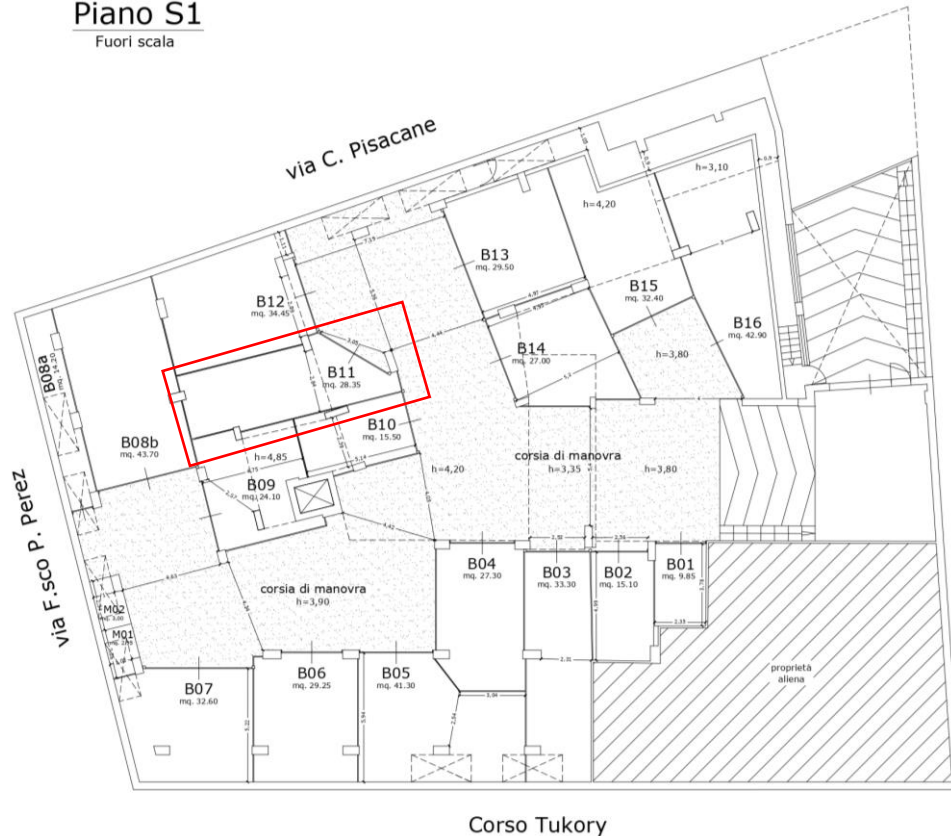 Piano S1
Fuori scala
via C. Pisacane
h=3,10
h=4,20
B13
mq. 29.50
B12
mq. 34.45
B15
mq. 32.40
B16
mq. 42.90
B14
mq. 27.00
h=3,80
B11
mq. 28.35
B08a
mq. 14.20
B08b
mq. 43.70
B10
mq. 15.50
h=4,85
B09
mq. 24.10
h=4,20
corsia di manovra
h=3,35
h=3,80
via F.sco P. Perez
B04
mq. 27.30
B03
mq. 33.30
B02
mq. 15.10
B01
mq. 9.85
corsia di manovra
h=3,90
M02
M01
B07
mq. 32.60
B06
mq. 29.25
B05
mq. 41.30
proprietà
aliena
Corso Tukory